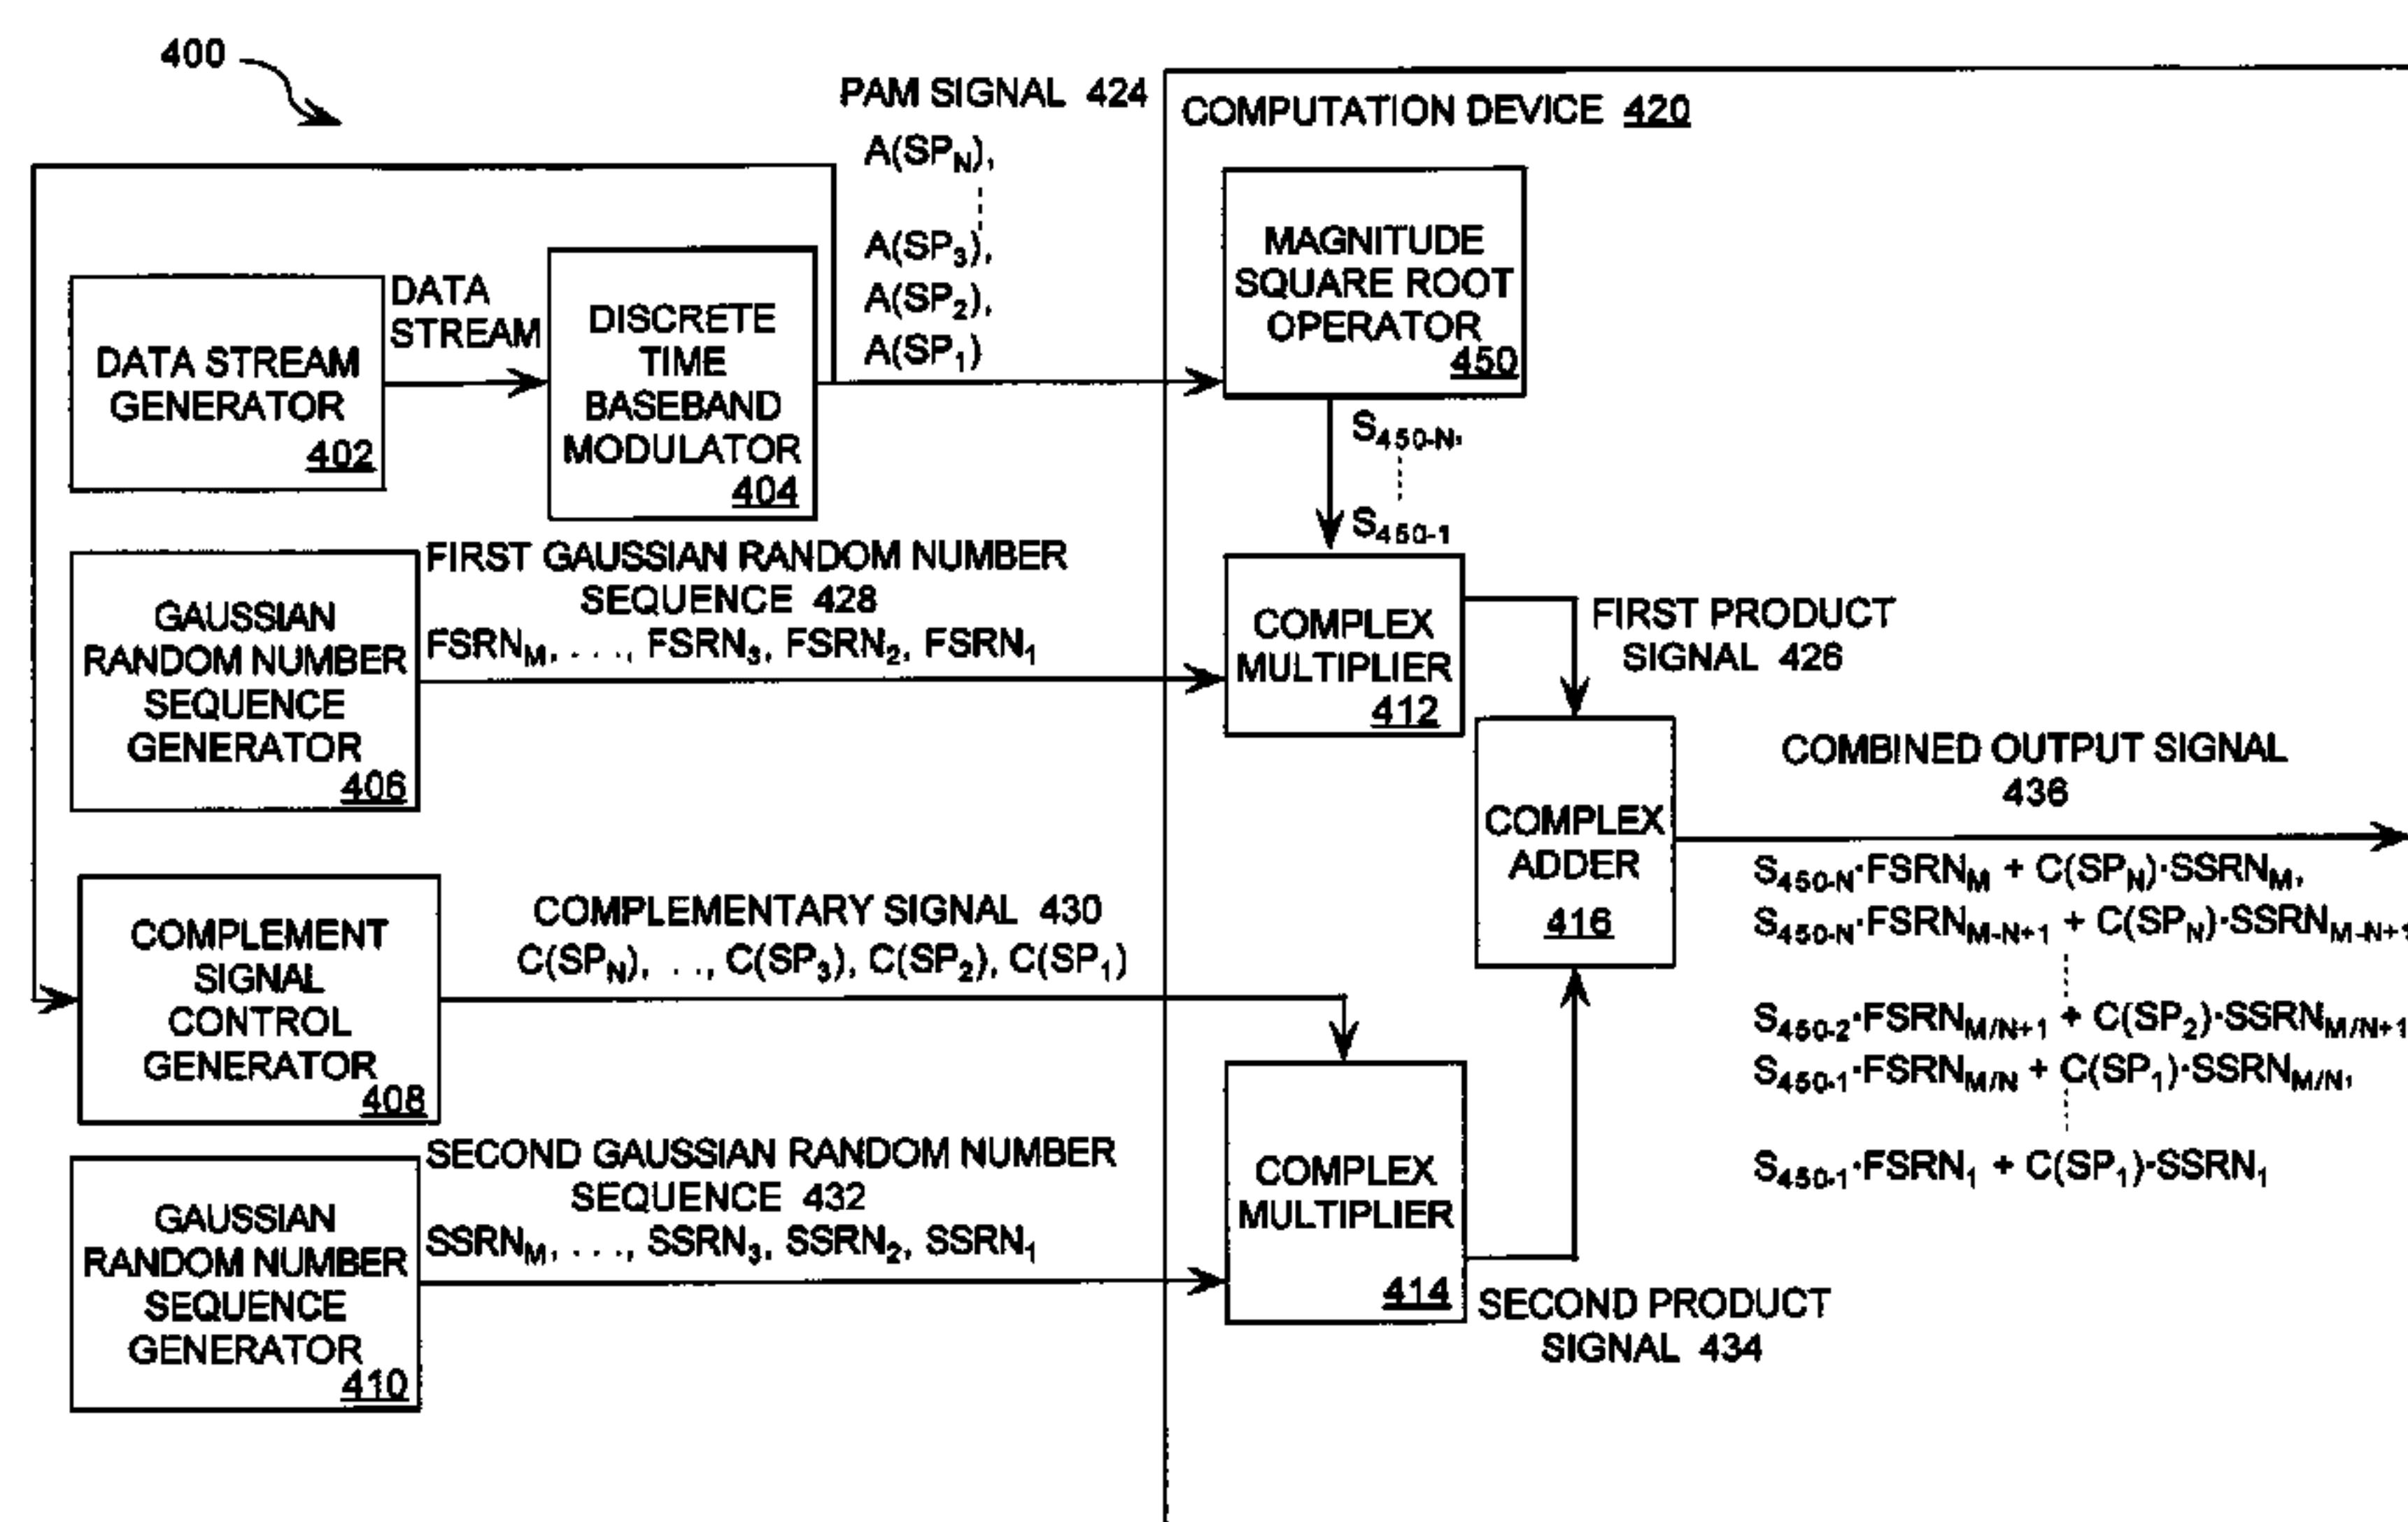 400
PAM SIGNAL 424
A(SP_N),
A(SP_3),
A(SP_2),
A(SP_1)
COMPUTATION DEVICE 420
MAGNITUDE
SQUARE ROOT
OPERATOR
450
DATA STREAM
GENERATOR
402
DATA
STREAM
DISCRETE
TIME
BASEBAND
MODULATOR
404
S_450-N,
S_450-1
GAUSSIAN
RANDOM NUMBER
SEQUENCE
GENERATOR
406
FIRST GAUSSIAN RANDOM NUMBER
SEQUENCE 428
FSRN_M, . . ., FSRN_3, FSRN_2, FSRN_1
COMPLEX
MULTIPLIER
412
FIRST PRODUCT
SIGNAL 426
COMPLEX
ADDER
416
COMBINED OUTPUT SIGNAL
436
S_450-N·FSRN_M + C(SP_N)·SSRN_M,
S_450-N·FSRN_M-N+1 + C(SP_N)·SSRN_M-N+1
S_450-2·FSRN_M/N+1 + C(SP_2)·SSRN_M/N+1
S_450-1·FSRN_M/N + C(SP_1)·SSRN_M/N,
S_450-1·FSRN_1 + C(SP_1)·SSRN_1
COMPLEMENT
SIGNAL
CONTROL
GENERATOR
408
COMPLEMENTARY SIGNAL 430
C(SP_N), . ., C(SP_3), C(SP_2), C(SP_1)
GAUSSIAN
RANDOM NUMBER
SEQUENCE
GENERATOR
410
SECOND GAUSSIAN RANDOM NUMBER
SEQUENCE 432
SSRN_M, . . ., SSRN_3, SSRN_2, SSRN_1
COMPLEX
MULTIPLIER
414
SECOND PRODUCT
SIGNAL 434